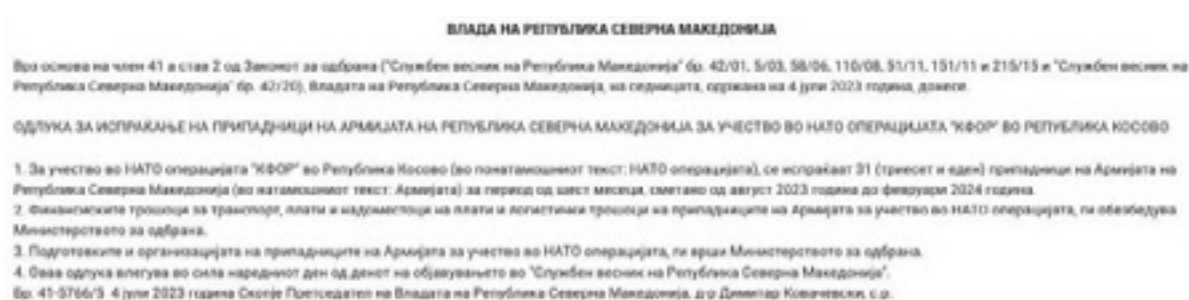 ВЛАДА НА РЕПУБЛИКА СЕВЕРНА МАКЕДОНИЈА
Врз основа на член 41 а став 2 од Законот за одбрана ("Службен весник на Република Македонија" бр. 42/01, 5/03, 58/06, 110/08, 51/11, 151/11 и 215/15 и "Службен весник на
Република Северна Македонија" бр. 42/20), Владата на Република Северна Македонија, на седницата, одржана на 4 јули 2023 година, донесе
ОДЛУКА ЗА ИСПРАЌАЊЕ НА ПРИПАДНИЦИ НА АРМИЈАТА НА РЕПУБЛИКА СЕВЕРНА МАКЕДОНИЈА ЗА УЧЕСТВО ВО НАТО ОПЕРАЦИЈАТА "КФОР" ВО РЕПУБЛИКА КОСОВО
1. За учество во НАТО операцијата "КФОР" во Република Косово (во понатамошниот текст: НАТО операцијата), се испраќаат 31 (триесет и еден) припадници на Армијата на
Република Северна Македонија (во натамошниот текст: Армијата) за период од шест месеци, сметано од август 2023 година до февруари 2024 година.
2. Финансиските трошоци за транспорт, плати и надоместоци на плати и логистички трошоци на припадниците на Армијата за учество во НАТО операцијата, ги обезбедува
Министерството за одбрана.
3. Подготовките и организацијата на припадниците на Армијата за учество во НАТО операцијата, ги врши Министерството за одбрана.
4. Оваа одлука влегува во сила наредниот ден од денот на објавувањето во "Службен весник на Република Северна Македонија".
Бр. 41-5766/3 4 јули 2023 година Скопје Претседател на Владата на Република Северна Македонија, д-р Димитар Ковачевски, с.р.